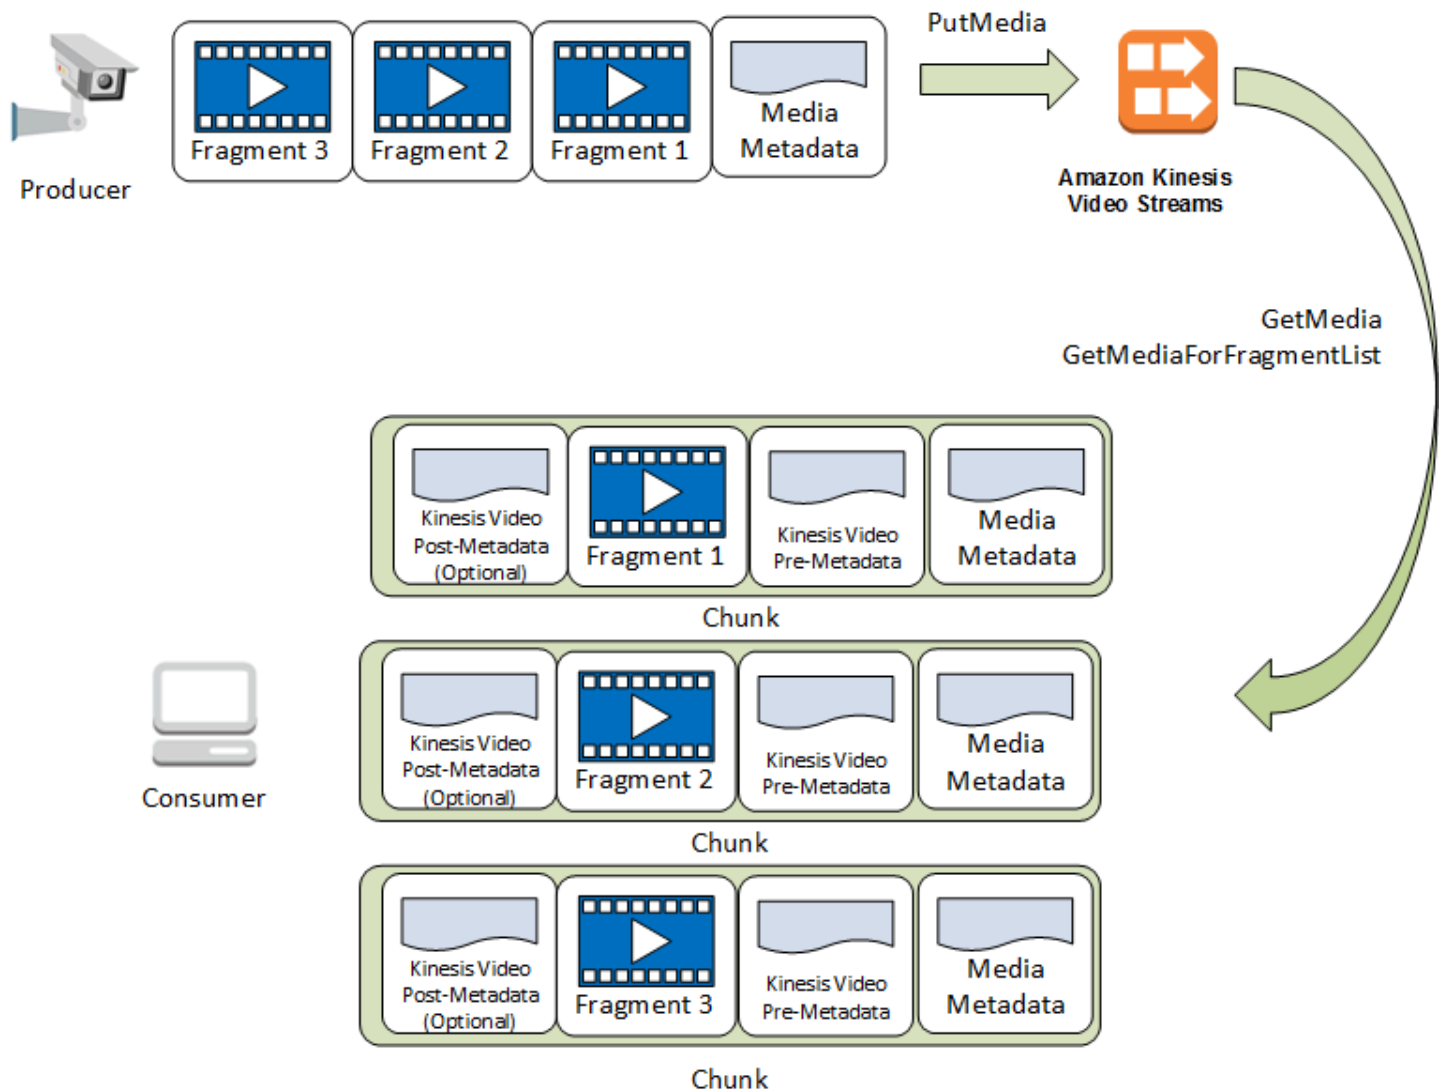 PutMedia
Fragment 3
Fragment 2
Fragment 1
Media
Metadata
Producer
Amazon Kinesis
Video Streams
GetMedia
GetMediaForFragmentList
Kinesis Video
Post-Metadata
(Optional)
Fragment 1
Kinesis Video
Pre-Metadata
Media
Metadata
Chunk
Consumer
Kinesis Video
Post-Metadata
(Optional)
Fragment 2
Kinesis Video
Pre-Metadata
Media
Metadata
Chunk
Kinesis Video
Post-Metadata
(Optional)
Fragment 3
Kinesis Video
Pre-Metadata
Media
Metadata
Chunk